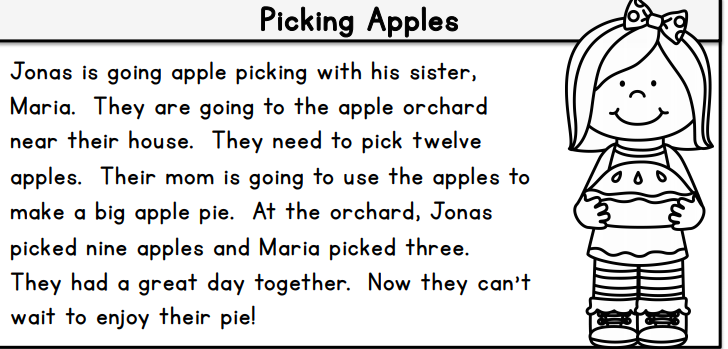 Picking Apples
Jonas is going apple picking with his sister,
Maria.  They are going to the apple orchard
near their house.  They need to pick twelve
apples.  Their mom is going to use the apples to
make a big apple pie.  At the orchard, Jonas
picked nine apples and Maria picked three.
They had a great day together.  Now they can't
wait to enjoy their pie!